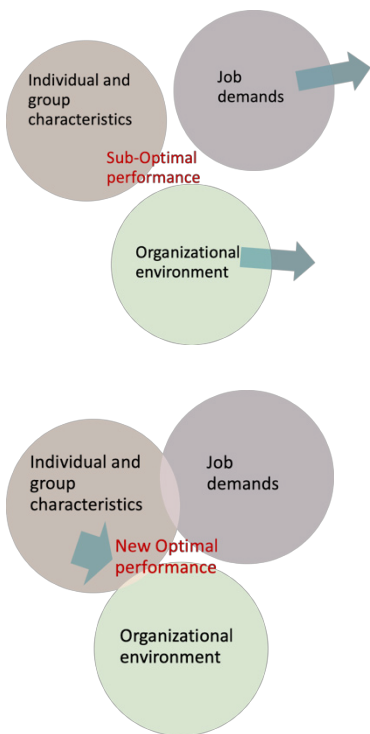 Individual and
group
characteristics
Job
demands
Sub-Optimal
performance
Organizational
environment
Individual and
group
characteristics
Job
demands
New Optimal
performance
Organizational
environment